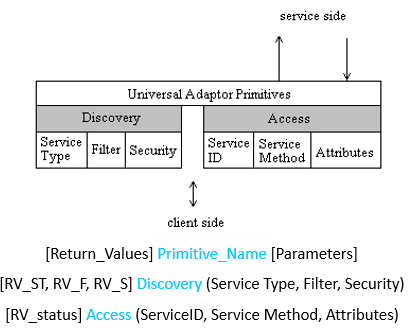 service side
Universal Adaptor Primitives
Discovery
Access
Service Type
Filter
Security
Service ID
Service Method
Attributes
client side
[Return_Values] Primitive_Name [Parameters]
[RV_ST, RV_F, RV_S] Discovery (Service Type, Filter, Security)
[RV_status] Access (ServiceID, Service Method, Attributes)